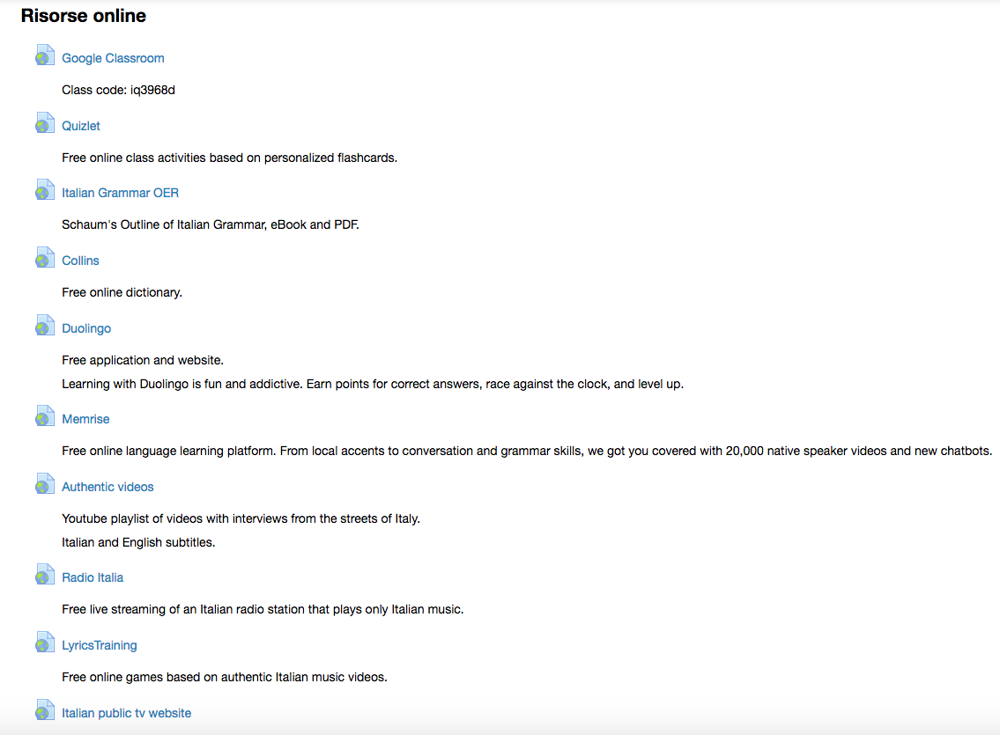 Risorse online
Google Classroom
Class code: iq3968d
Quizlet
Free online class activities based on personalized flashcards.
Italian Grammar OER
Schaum's Outline of Italian Grammar, eBook and PDF.
Collins
Free online dictionary.
Duolingo
Free application and website.
Learning with Duolingo is fun and addictive. Earn points for correct answers, race against the clock, and level up.
Memrise
Free online language learning platform. From local accents to conversation and grammar skills, we got you covered with 20,000 native speaker videos and new chatbots.
Authentic videos
Youtube playlist of videos with interviews from the streets of Italy.
Italian and English subtitles.
Radio Italia
Free live streaming of an Italian radio station that plays only Italian music.
LyricsTraining
Free online games based on authentic Italian music videos.
Italian public tv website